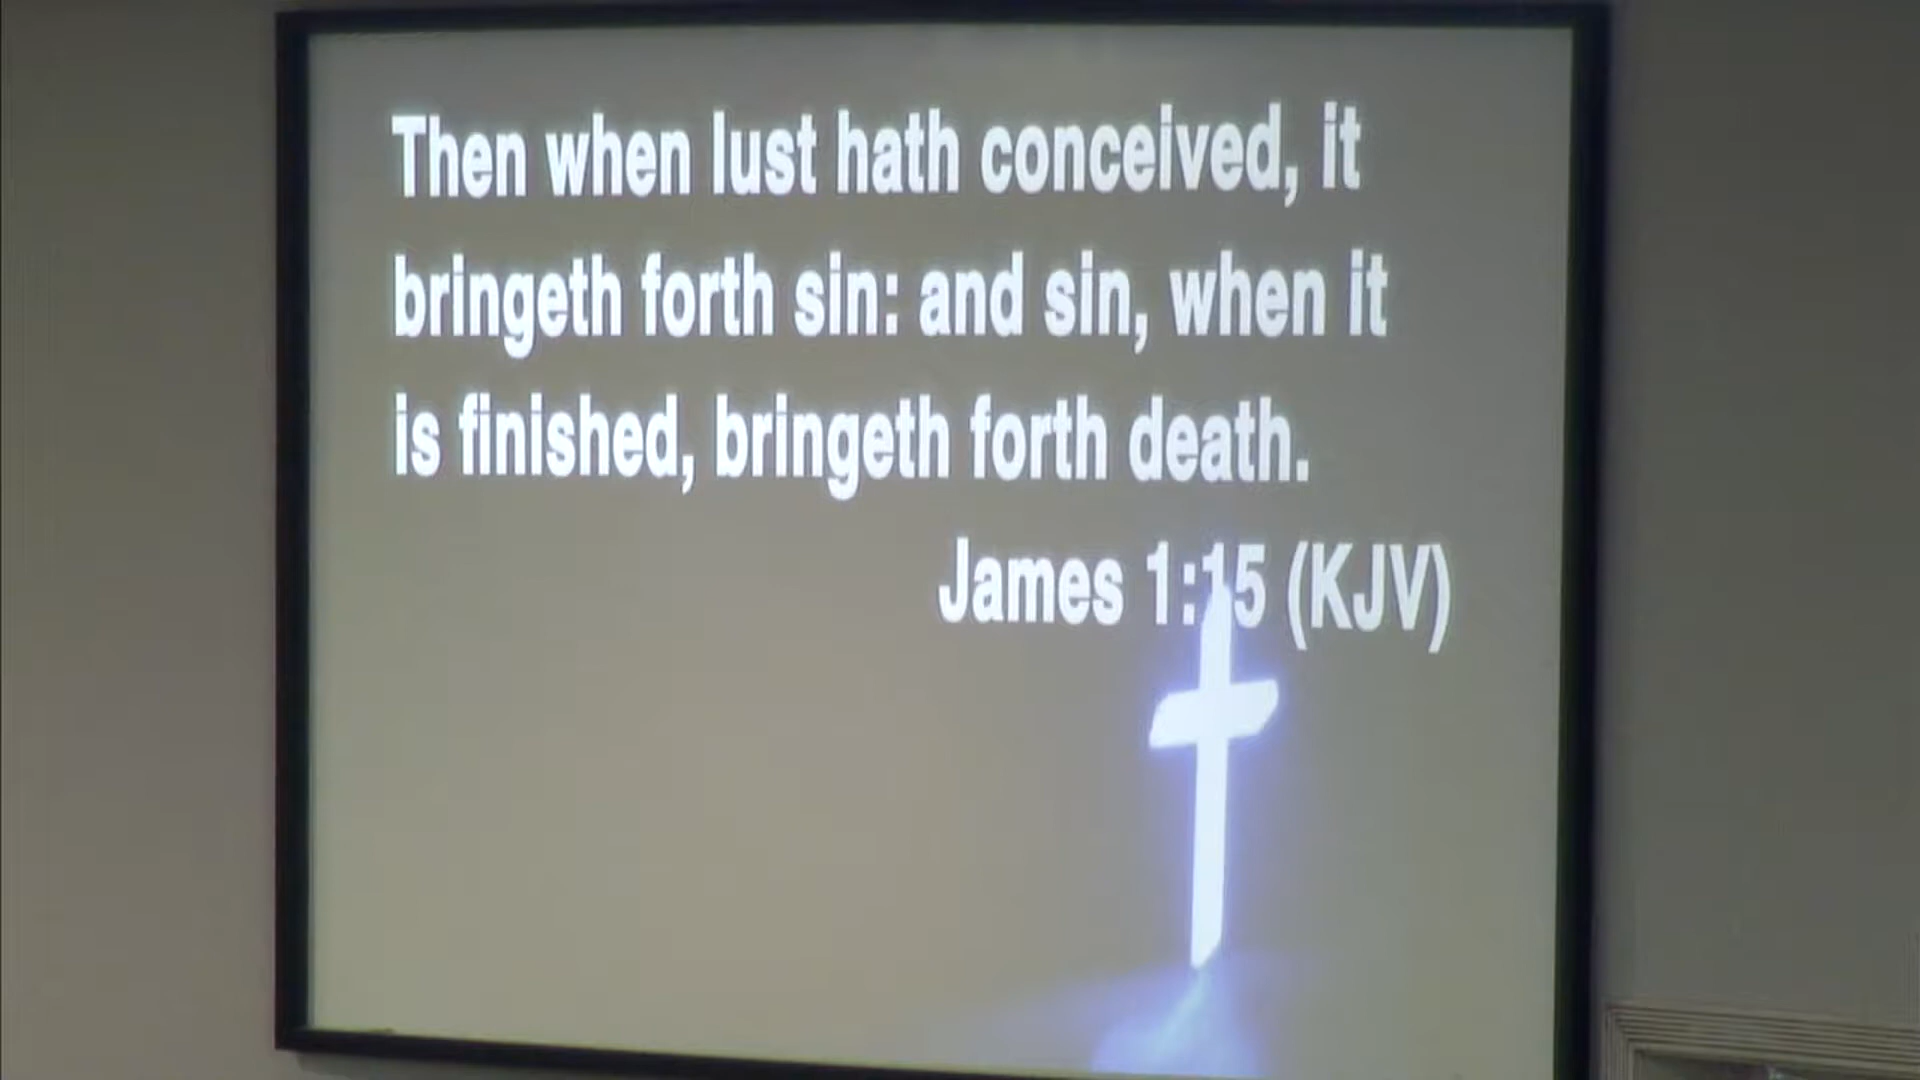 Then when lust hath conceived, it
bringeth forth sin: and sin, when it
is finished, bringeth forth death.
James 1:15 (KJV)